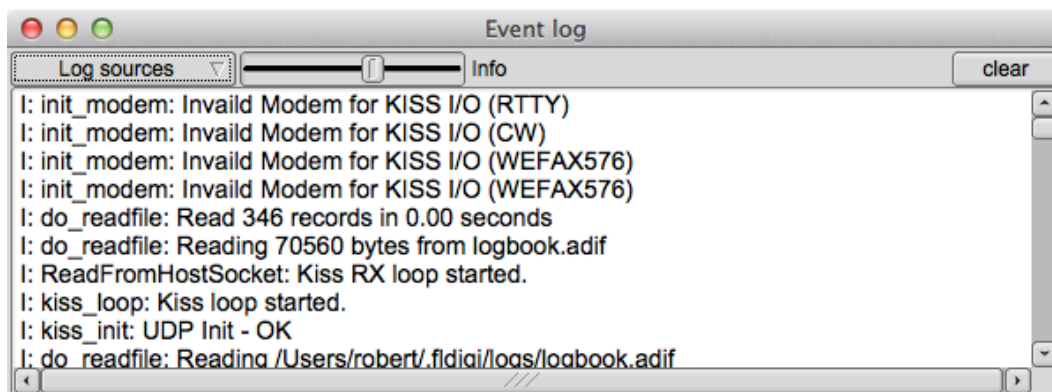 Event log
Log sources Info clear
I: init_modem: Invaild Modem for KISS I/O (RTTY)
I: init_modem: Invaild Modem for KISS I/O (CW)
I: init_modem: Invaild Modem for KISS I/O (WEFAX576)
I: init_modem: Invaild Modem for KISS I/O (WEFAX576)
I: do_readfile: Read 346 records in 0.00 seconds
I: do_readfile: Reading 70560 bytes from logbook.adif
I: ReadFromHostSocket: Kiss RX loop started.
I: kiss_loop: Kiss loop started.
I: kiss_init: UDP Init - OK
I: do_readfile: Reading /Users/robert/.fldigi/logs/logbook.adif